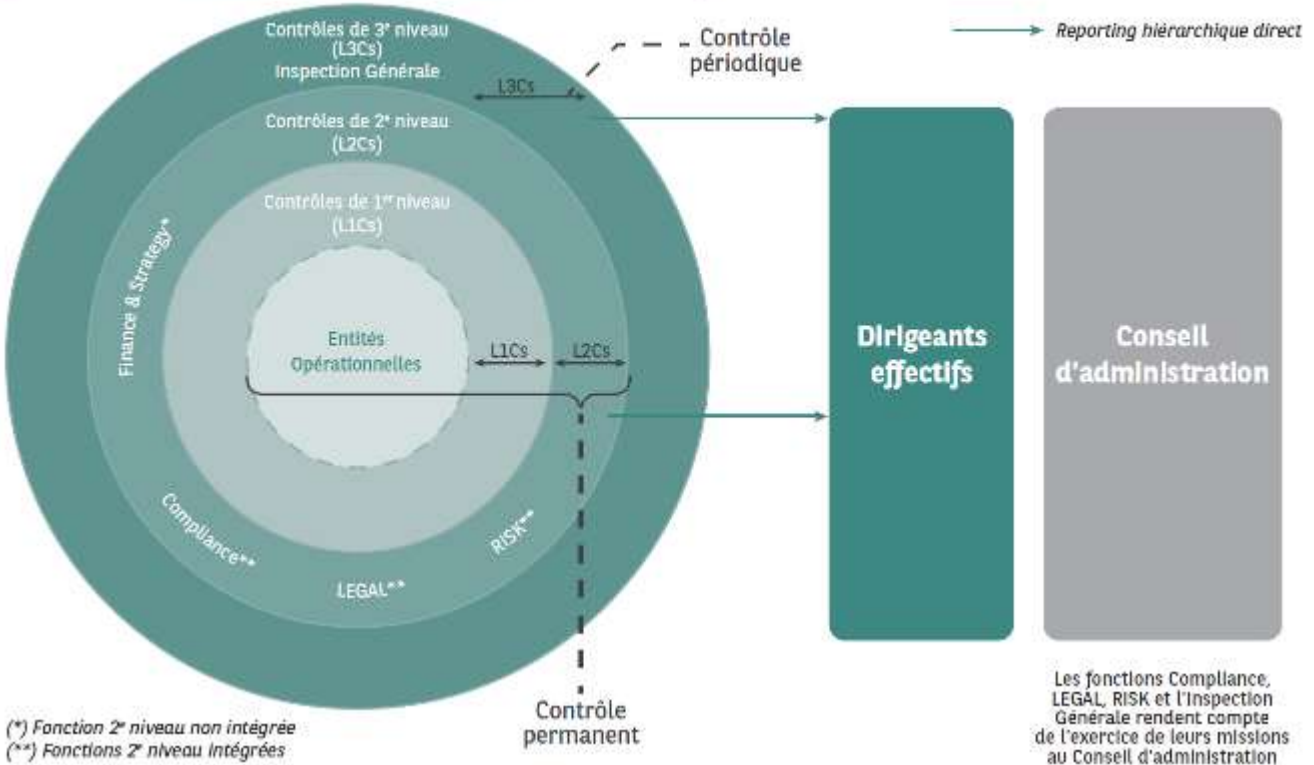 Contrôles de 3e niveau
(L3Cs)
Inspection Générale
Contrôle
périodique
Reporting hiérarchique direct
L3Cs
Contrôles de 2e niveau
(L2Cs)
Contrôles de 1er niveau
(L1Cs)
Finance & Strategy*
Entités
Opérationnelles
L1Cs
L2Cs
Dirigeants
effectifs
Conseil
d'administration
Compliance**
LEGAL**
RISK**
Contrôle
permanent
(*) Fonction 2e niveau non intégrée
(**) Fonctions 2e niveau intégrées
Les fonctions Compliance,
LEGAL, RISK et l'Inspection
Générale rendent compte
de l'exercice de leurs missions
au Conseil d'administration